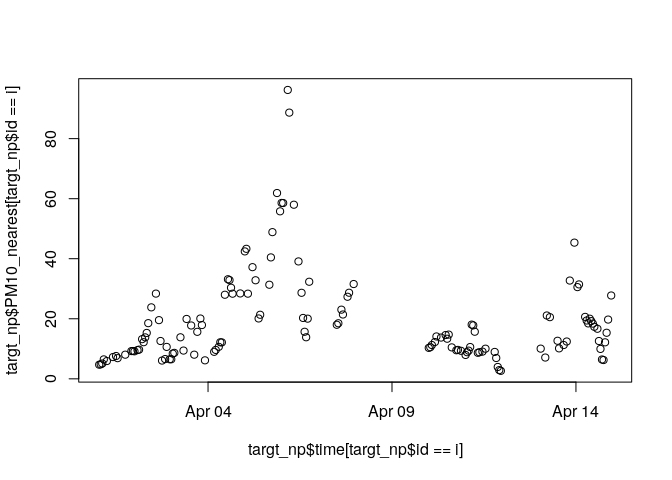 targt_np$PM10_nearest[targt_np$id == i]
80
60
40
20
0
Apr 04 Apr 09 Apr 14
targt_np$time[targt_np$id == i]